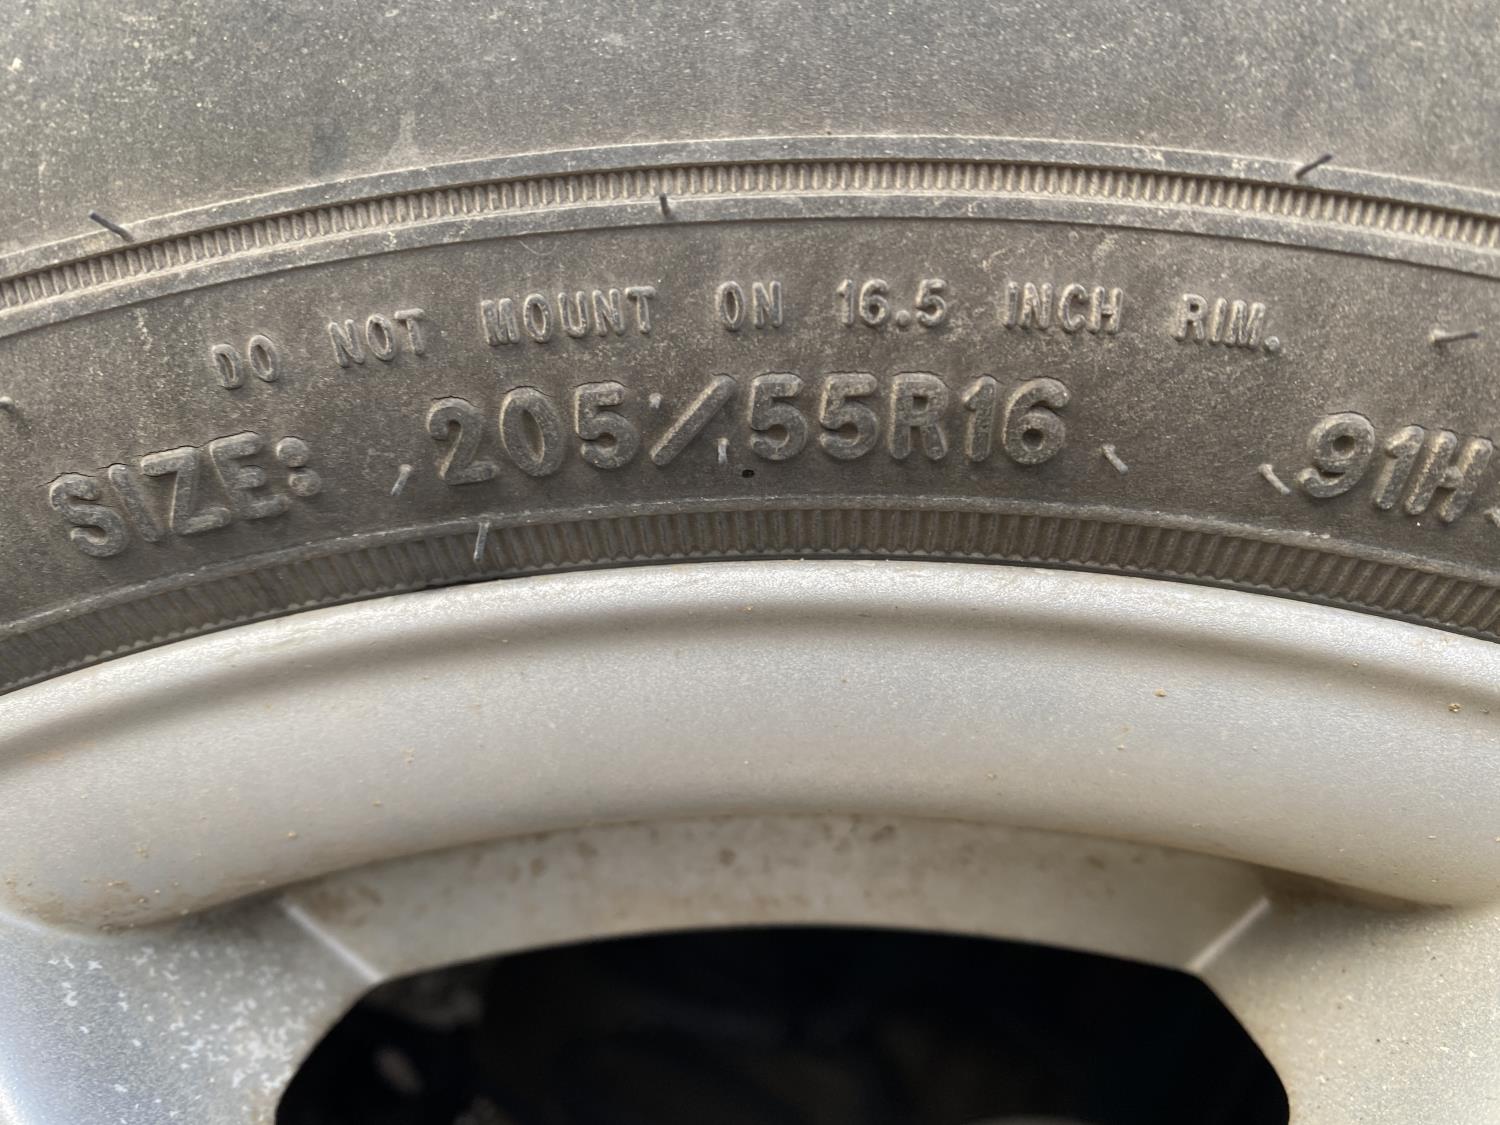 DO NOT MOUNT ON 16.5 INCH RIM.
SIZE: 205/55R16 91H